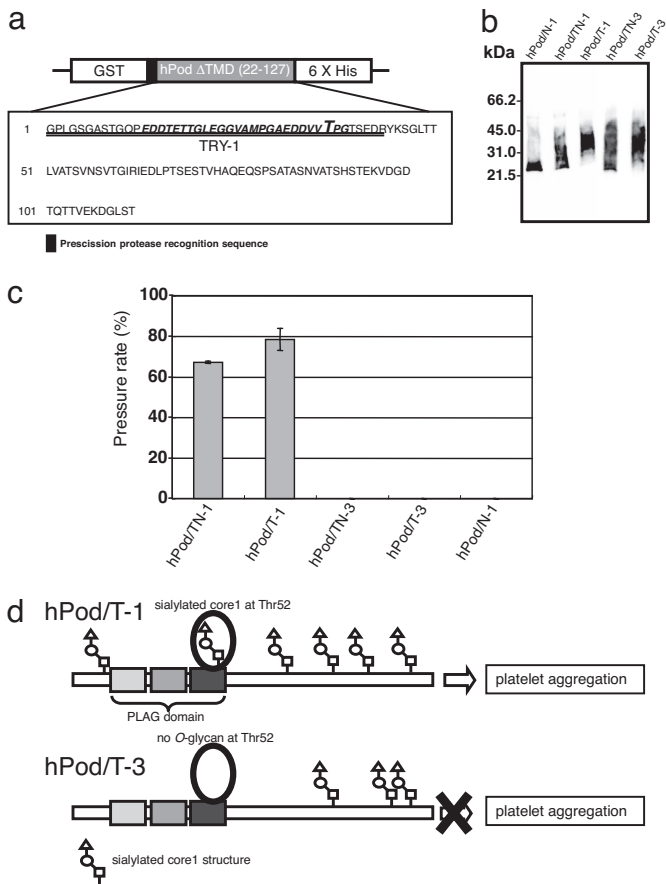 a
GST
hPod ΔTMD (22-127)
6 X His
1 GPLGSGASTGQPEDDTETTGLEGGVAMPGAEDDVVTPGTSEDRYKSGLTT
TRY-1
51 LVATSVNSVTGIRIEDLPTSESTVHAQEQSPSATASNVATSHSTEKVDGD
101 TQTTVEKDGLST
Prescission protease recognition sequence
b
kDa
hPod/N-1
hPod/TN-1
hPod/T-1
hPod/TN-3
hPod/T-3
66.2
45.0
31.0
21.5
c
Pressure rate (%)
100
80
60
40
20
0
hPod/TN-1
hPod/T-1
hPod/TN-3
hPod/T-3
hPod/N-1
d
hPod/T-1
sialylated core1 at Thr52
PLAG domain
platelet aggregation
no O-glycan at Thr52
hPod/T-3
platelet aggregation
sialylated core1 structure